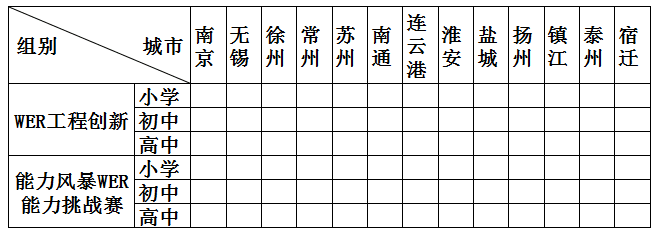 组别 城市 南京 无锡 徐州 常州 苏州 南通 连云港 淮安 盐城 扬州 镇江 泰州 宿迁
WER工程创新
小学
初中
高中
能力风暴WER
能力挑战赛
小学
初中
高中